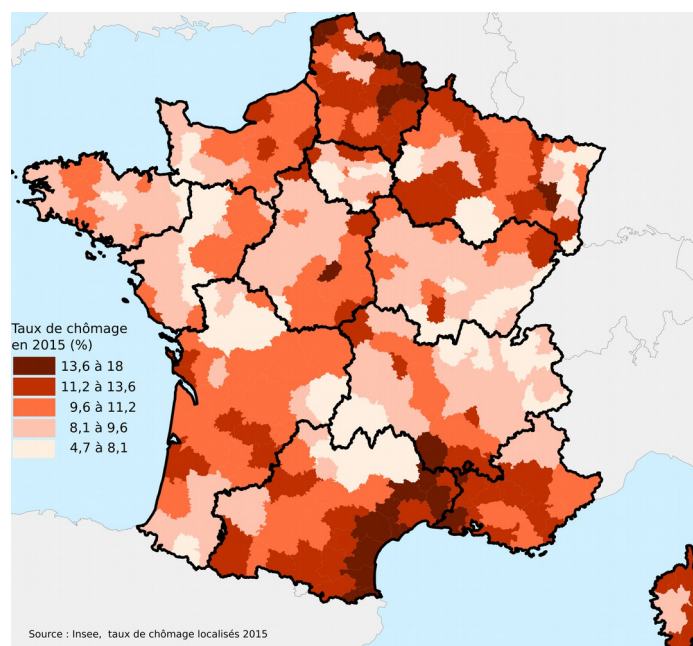 Taux de chômage
en 2015 (%)
13,6 à 18
11,2 à 13,6
9,6 à 11,2
8,1 à 9,6
4,7 à 8,1
Source : Insee, taux de chômage localisés 2015